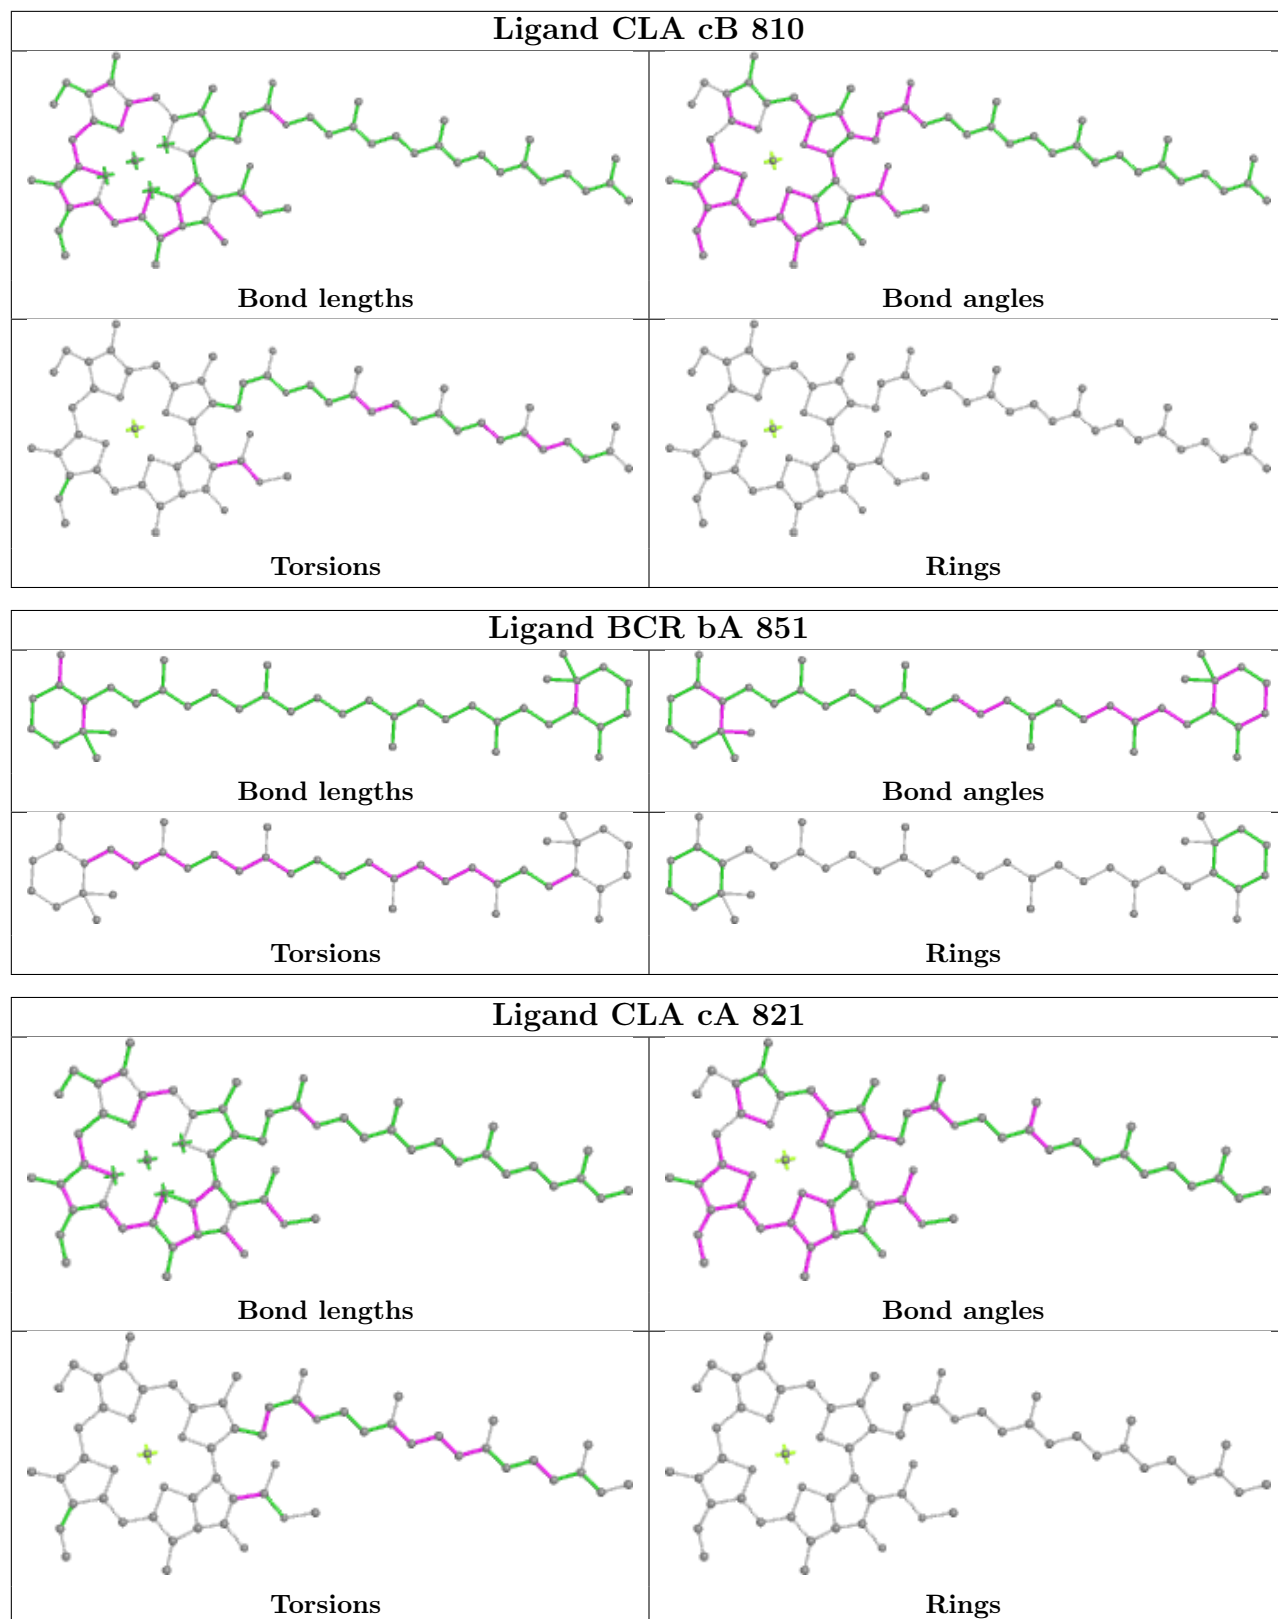 Ligand CLA cB 810
Bond lengths
Bond angles
Torsions
Rings
Ligand BCR bA 851
Bond lengths
Bond angles
Torsions
Rings
Ligand CLA cA 821
Bond lengths
Bond angles
Torsions
Rings